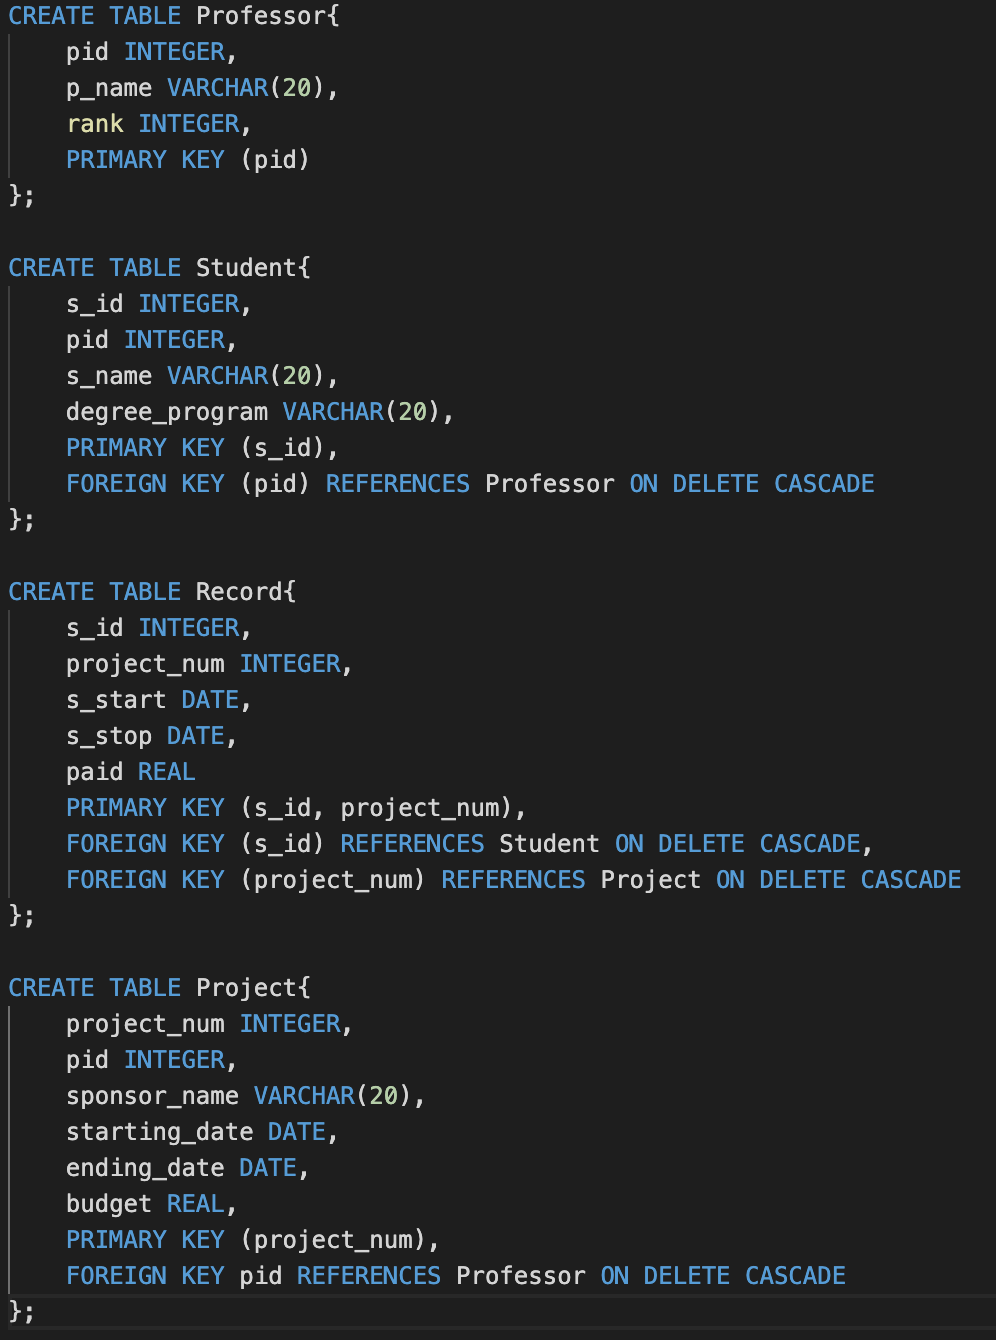 CREATE TABLE Professor{
    pid INTEGER,
    p_name VARCHAR(20),
    rank INTEGER,
    PRIMARY KEY (pid)
};

CREATE TABLE Student{
    s_id INTEGER,
    pid INTEGER,
    s_name VARCHAR(20),
    degree_program VARCHAR(20),
    PRIMARY KEY (s_id),
    FOREIGN KEY (pid) REFERENCES Professor ON DELETE CASCADE
};

CREATE TABLE Record{
    s_id INTEGER,
    project_num INTEGER,
    s_start DATE,
    s_stop DATE,
    paid REAL
    PRIMARY KEY (s_id, project_num),
    FOREIGN KEY (s_id) REFERENCES Student ON DELETE CASCADE,
    FOREIGN KEY (project_num) REFERENCES Project ON DELETE CASCADE
};

CREATE TABLE Project{
    project_num INTEGER,
    pid INTEGER,
    sponsor_name VARCHAR(20),
    starting_date DATE,
    ending_date DATE,
    budget REAL,
    PRIMARY KEY (project_num),
    FOREIGN KEY pid REFERENCES Professor ON DELETE CASCADE
};